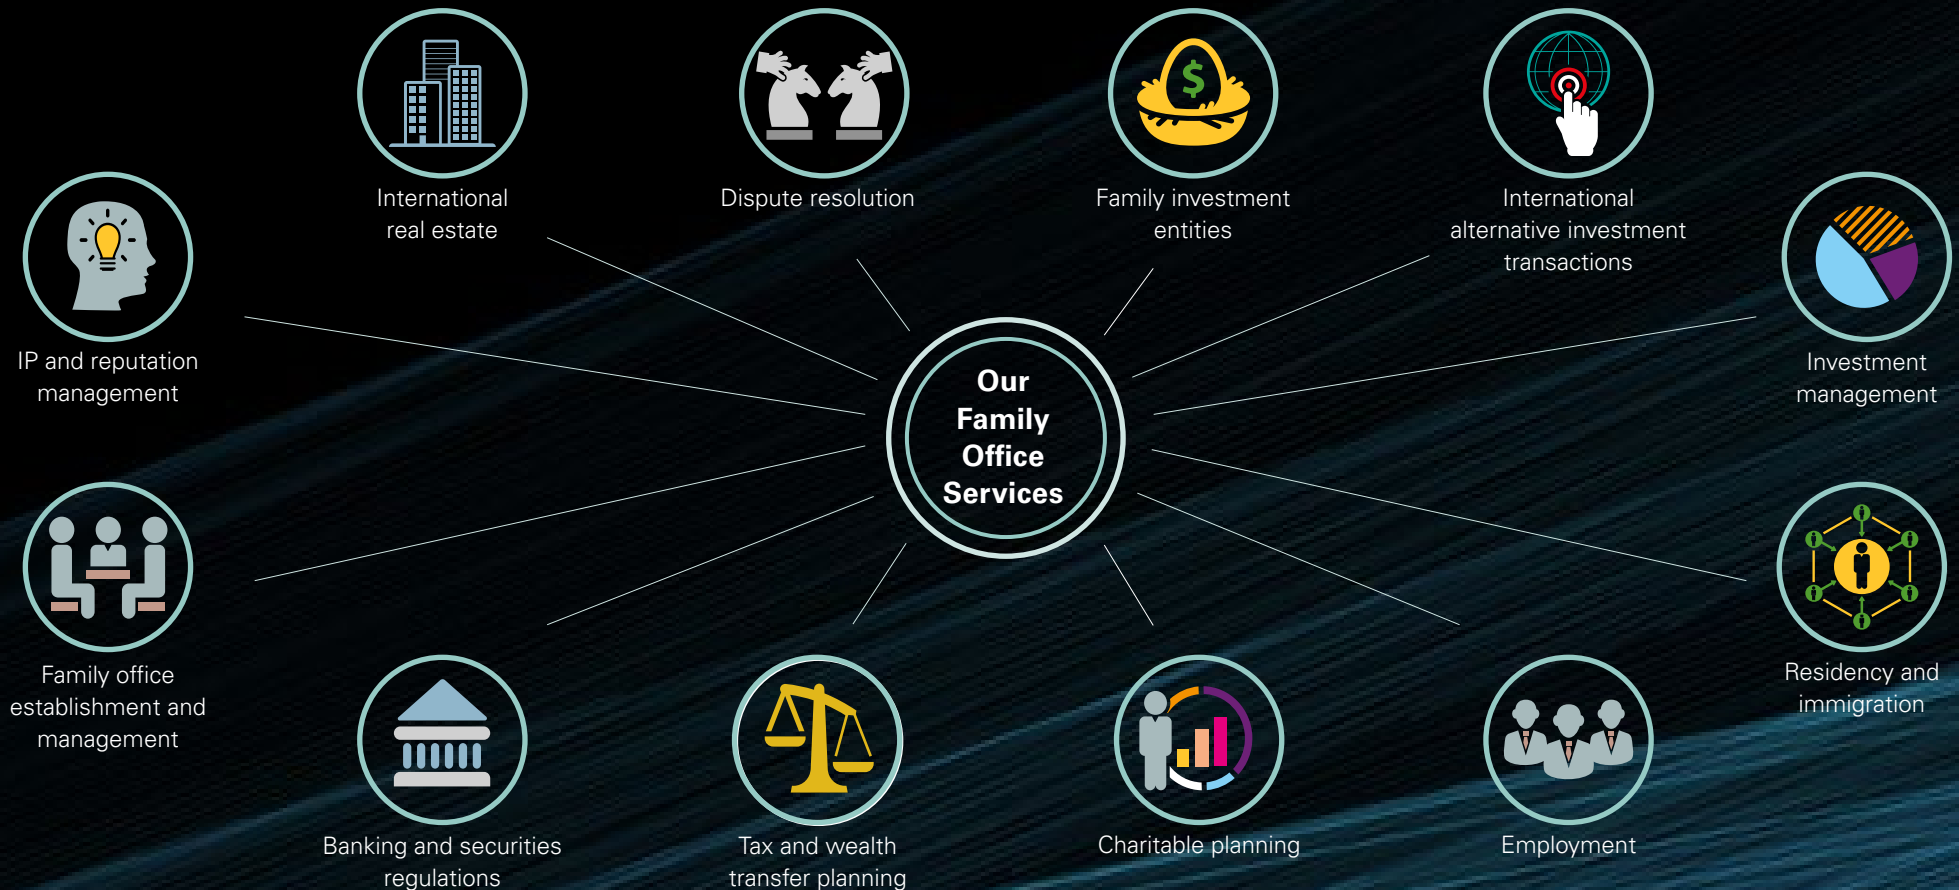 International
real estate
Dispute resolution
Family investment
entities
International
alternative investment
transactions
IP and reputation
management
Investment
management
Our
Family
Office
Services
$
Family office
establishment and
management
Residency and
immigration
Banking and securities
regulations
Tax and wealth
transfer planning
Charitable planning
Employment